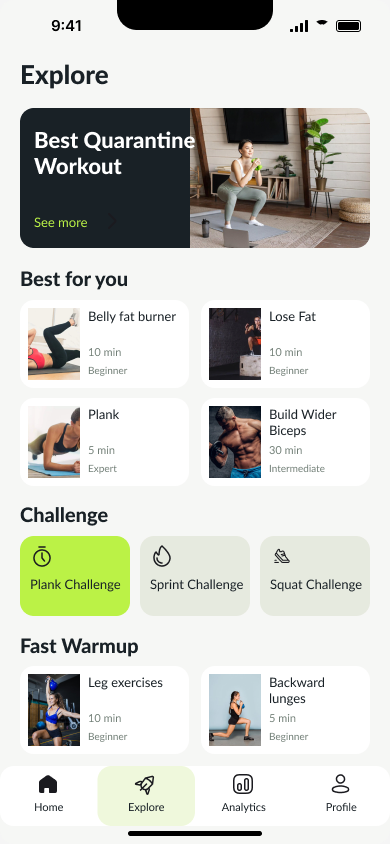 9:41
Explore
Best Quarantine
Workout
See more
Best for you
Belly fat burner
10 min
Beginner
Lose Fat
10 min
Beginner
Plank
5 min
Expert
Build Wider
Biceps
30 min
Intermediate
Challenge
Plank Challenge
Sprint Challenge
Squat Challenge
Fast Warmup
Leg exercises
10 min
Beginner
Backward
lunges
5 min
Beginner
Home
Explore
Analytics
Profile